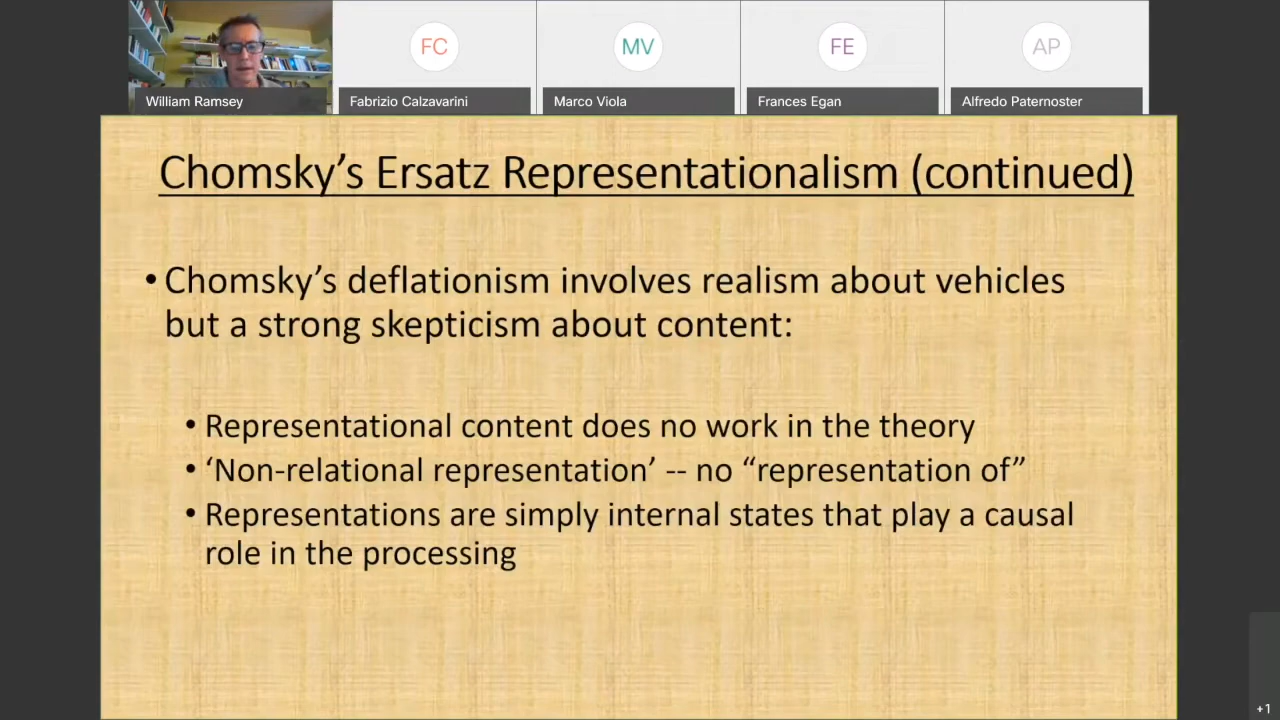 FC
MV
FE
AP
William Ramsey
Fabrizio Calzavarini
Marco Viola
Frances Egan
Alfredo Paternoster
Chomsky’s Ersatz Representationalism (continued)
• Chomsky’s deflationism involves realism about vehicles
but a strong skepticism about content:
• Representational content does no work in the theory
• ‘Non-relational representation’ -- no “representation of”
• Representations are simply internal states that play a causal
role in the processing
+1